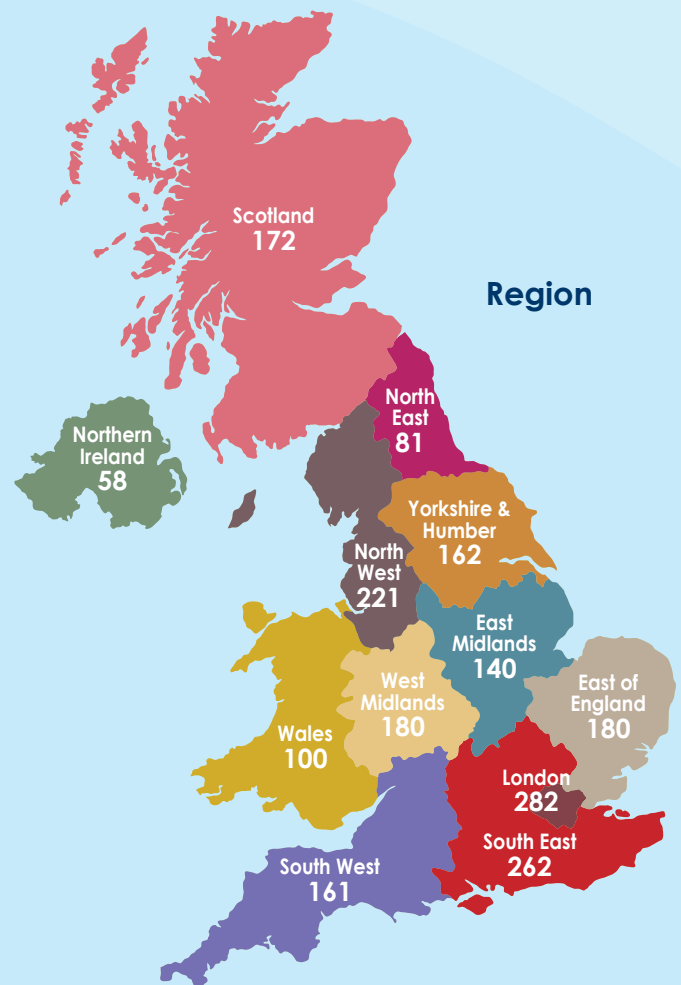 Scotland
172
Region
North
East
81
Northern
Ireland
58
Yorkshire &
Humber
162
North
West
221
East
Midlands
140
West
Midlands
180
East of
England
180
Wales
100
London
282
South East
262
South West
161